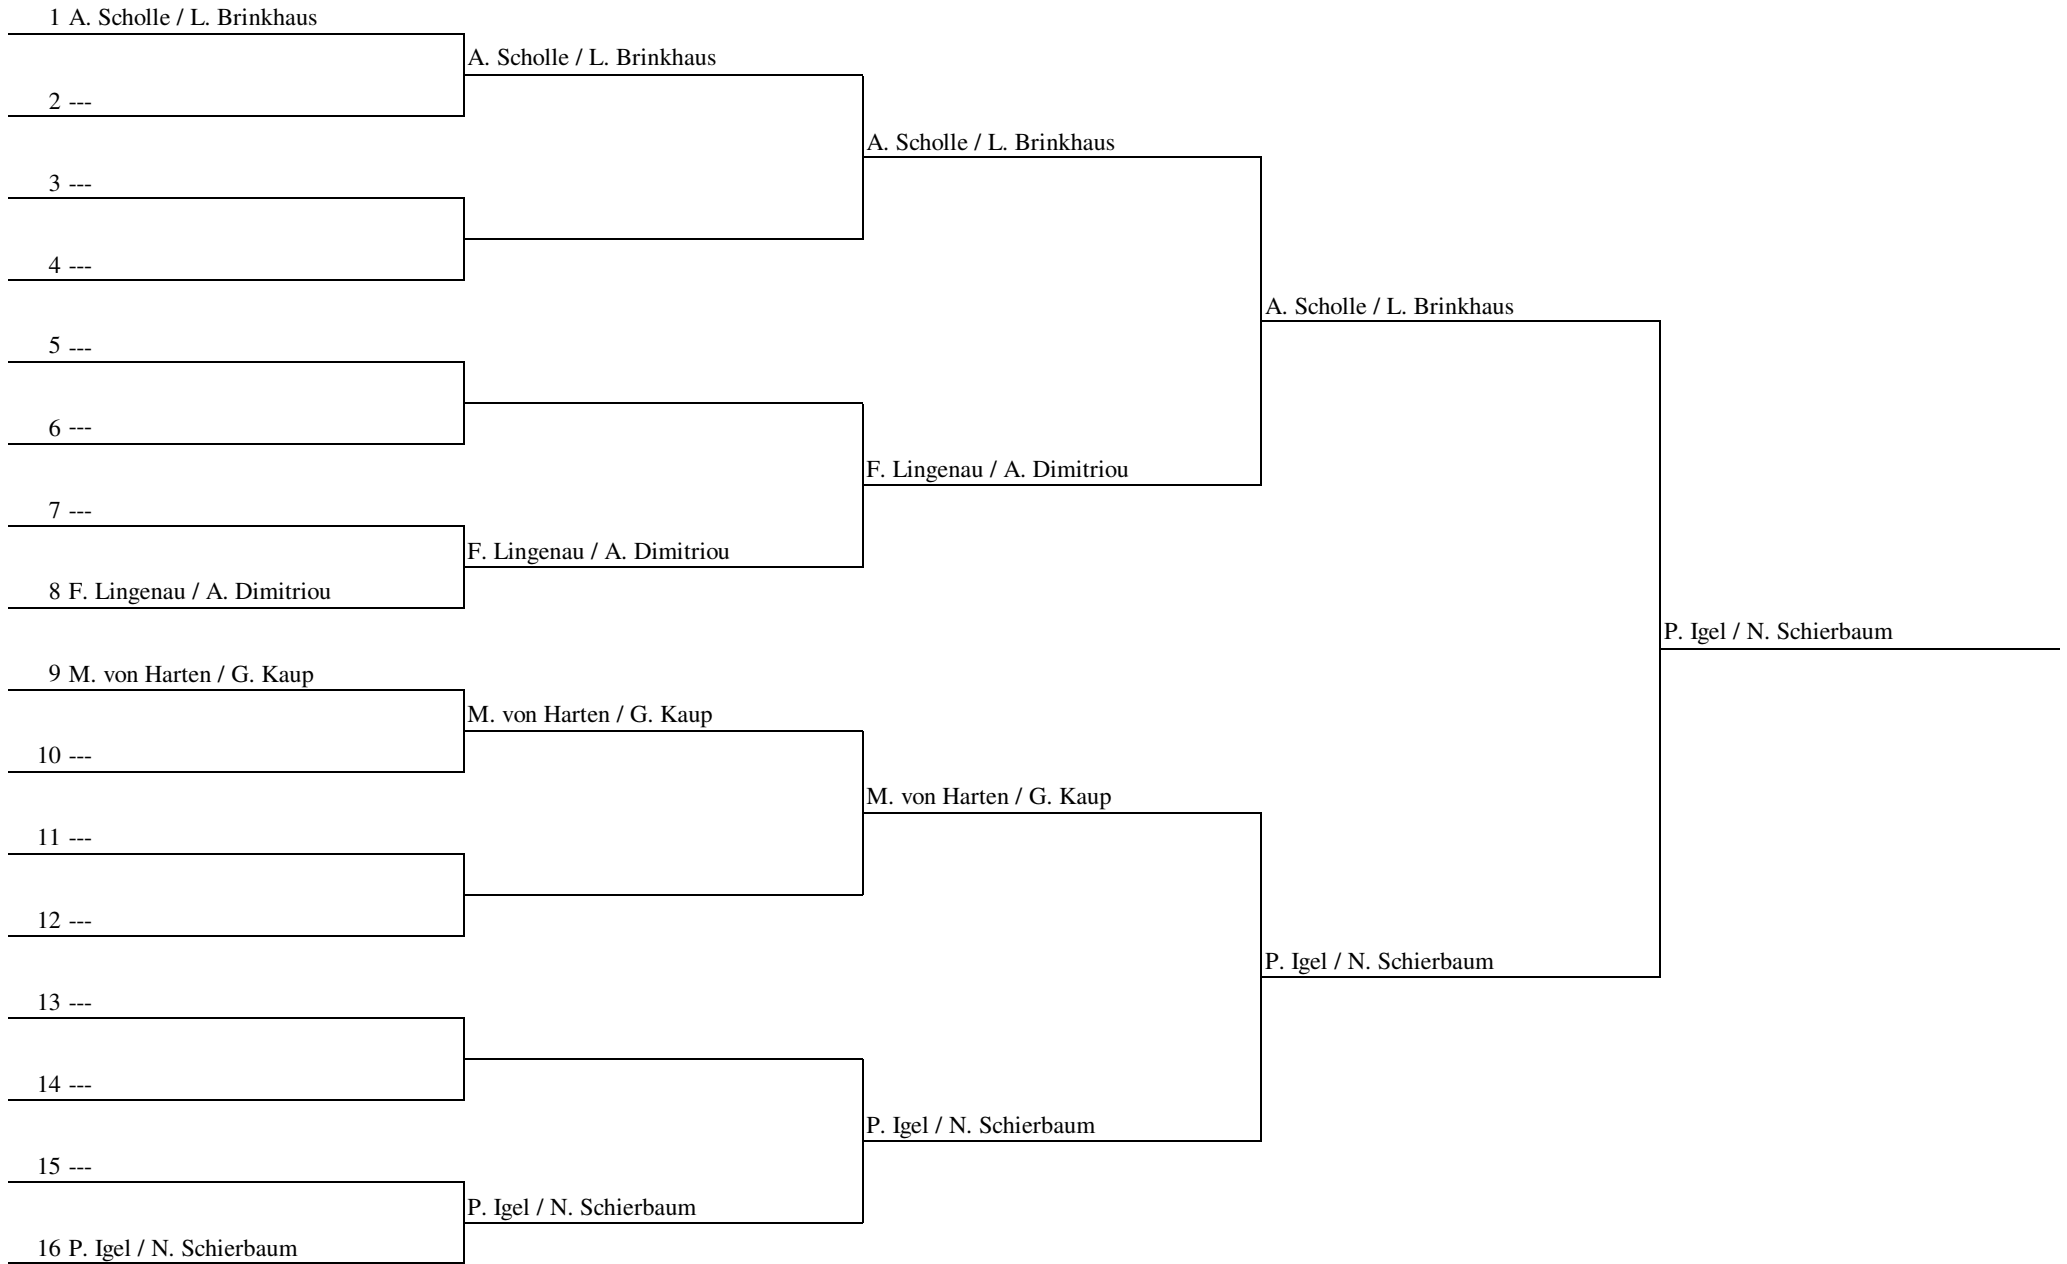 1 A. Scholle / L. Brinkhaus
A. Scholle / L. Brinkhaus
2 ---
A. Scholle / L. Brinkhaus
3 ---
4 ---
A. Scholle / L. Brinkhaus
5 ---
6 ---
F. Lingenau / A. Dimitriou
7 ---
F. Lingenau / A. Dimitriou
8 F. Lingenau / A. Dimitriou
P. Igel / N. Schierbaum
9 M. von Harten / G. Kaup
M. von Harten / G. Kaup
10 ---
M. von Harten / G. Kaup
11 ---
12 ---
P. Igel / N. Schierbaum
13 ---
14 ---
P. Igel / N. Schierbaum
15 ---
P. Igel / N. Schierbaum
16 P. Igel / N. Schierbaum